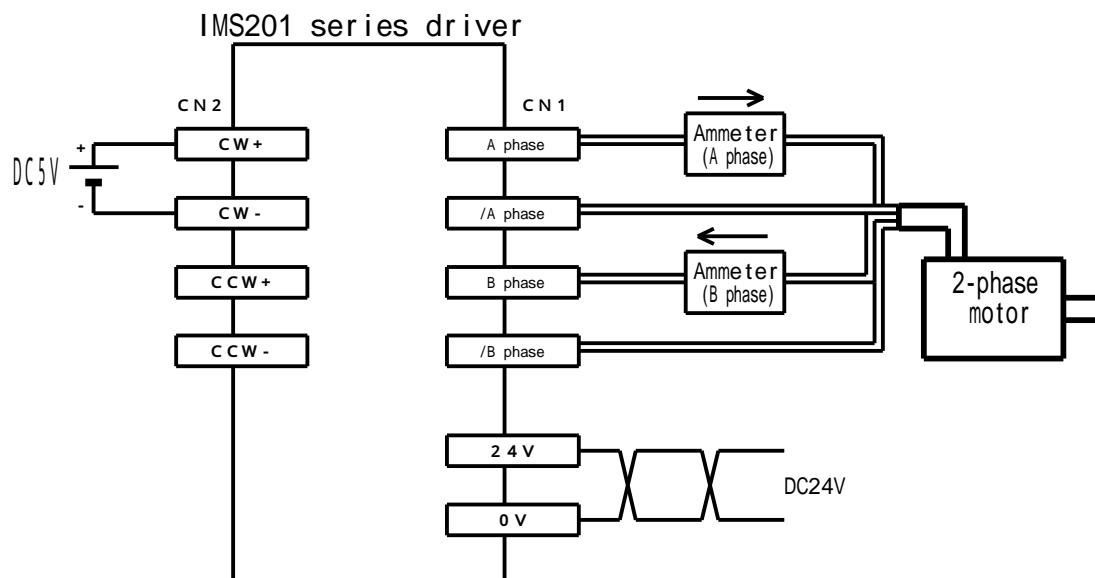 IMS201 series driver
CN2
CN1
CW+
A phase
Ammeter
(A phase)
+
DC5V
-
CW-
/A phase
CCW+
B phase
Ammeter
(B phase)
2-phase
motor
CCW-
/B phase
24V
DC24V
0V